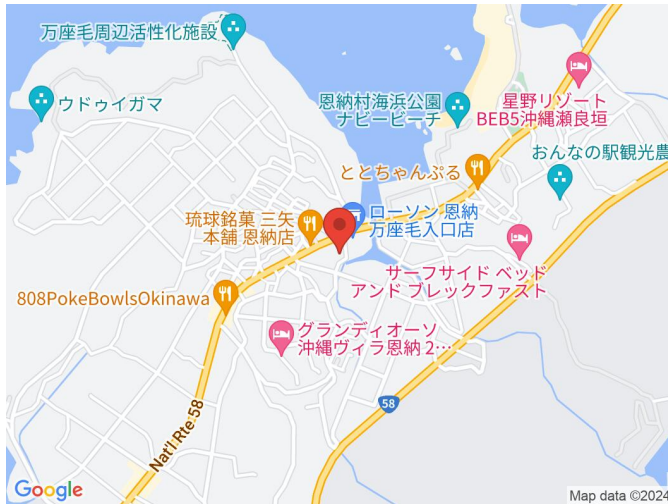 万座毛周辺活性化施設
ウドゥイガマ
恩納村海浜公園
ナビービーチ
星野リゾート
BEB5沖縄瀬良垣
ととちゃんぷる
おんなの駅観光農
琉球銘菓 三矢
本舗 恩納店
ローソン 恩納
万座毛入口店
サーフサイド ベッド
アンド ブレックファスト
808PokeBowlsOkinawa
グランディオーソ
沖縄ヴィラ恩納 2…
58
Nat'l Rte 58
Google
Map data ©2024